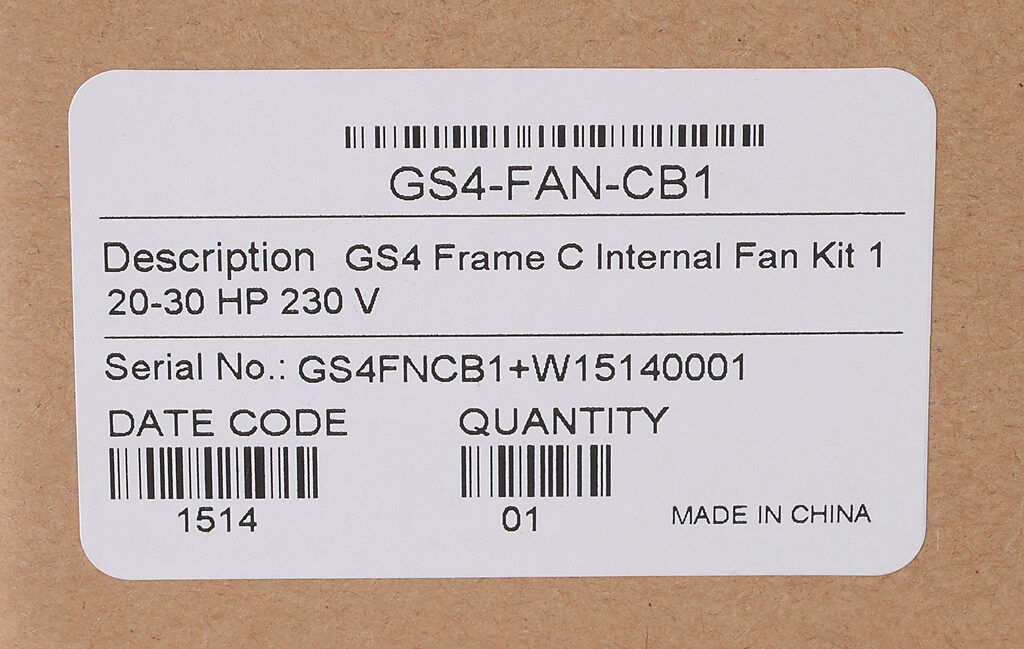 GS4-FAN-CB1
Description GS4 Frame C Internal Fan Kit 1
20-30 HP 230 V
Serial No.: GS4FNCB1+W15140001
DATE CODE QUANTITY
1514 01 MADE IN CHINA